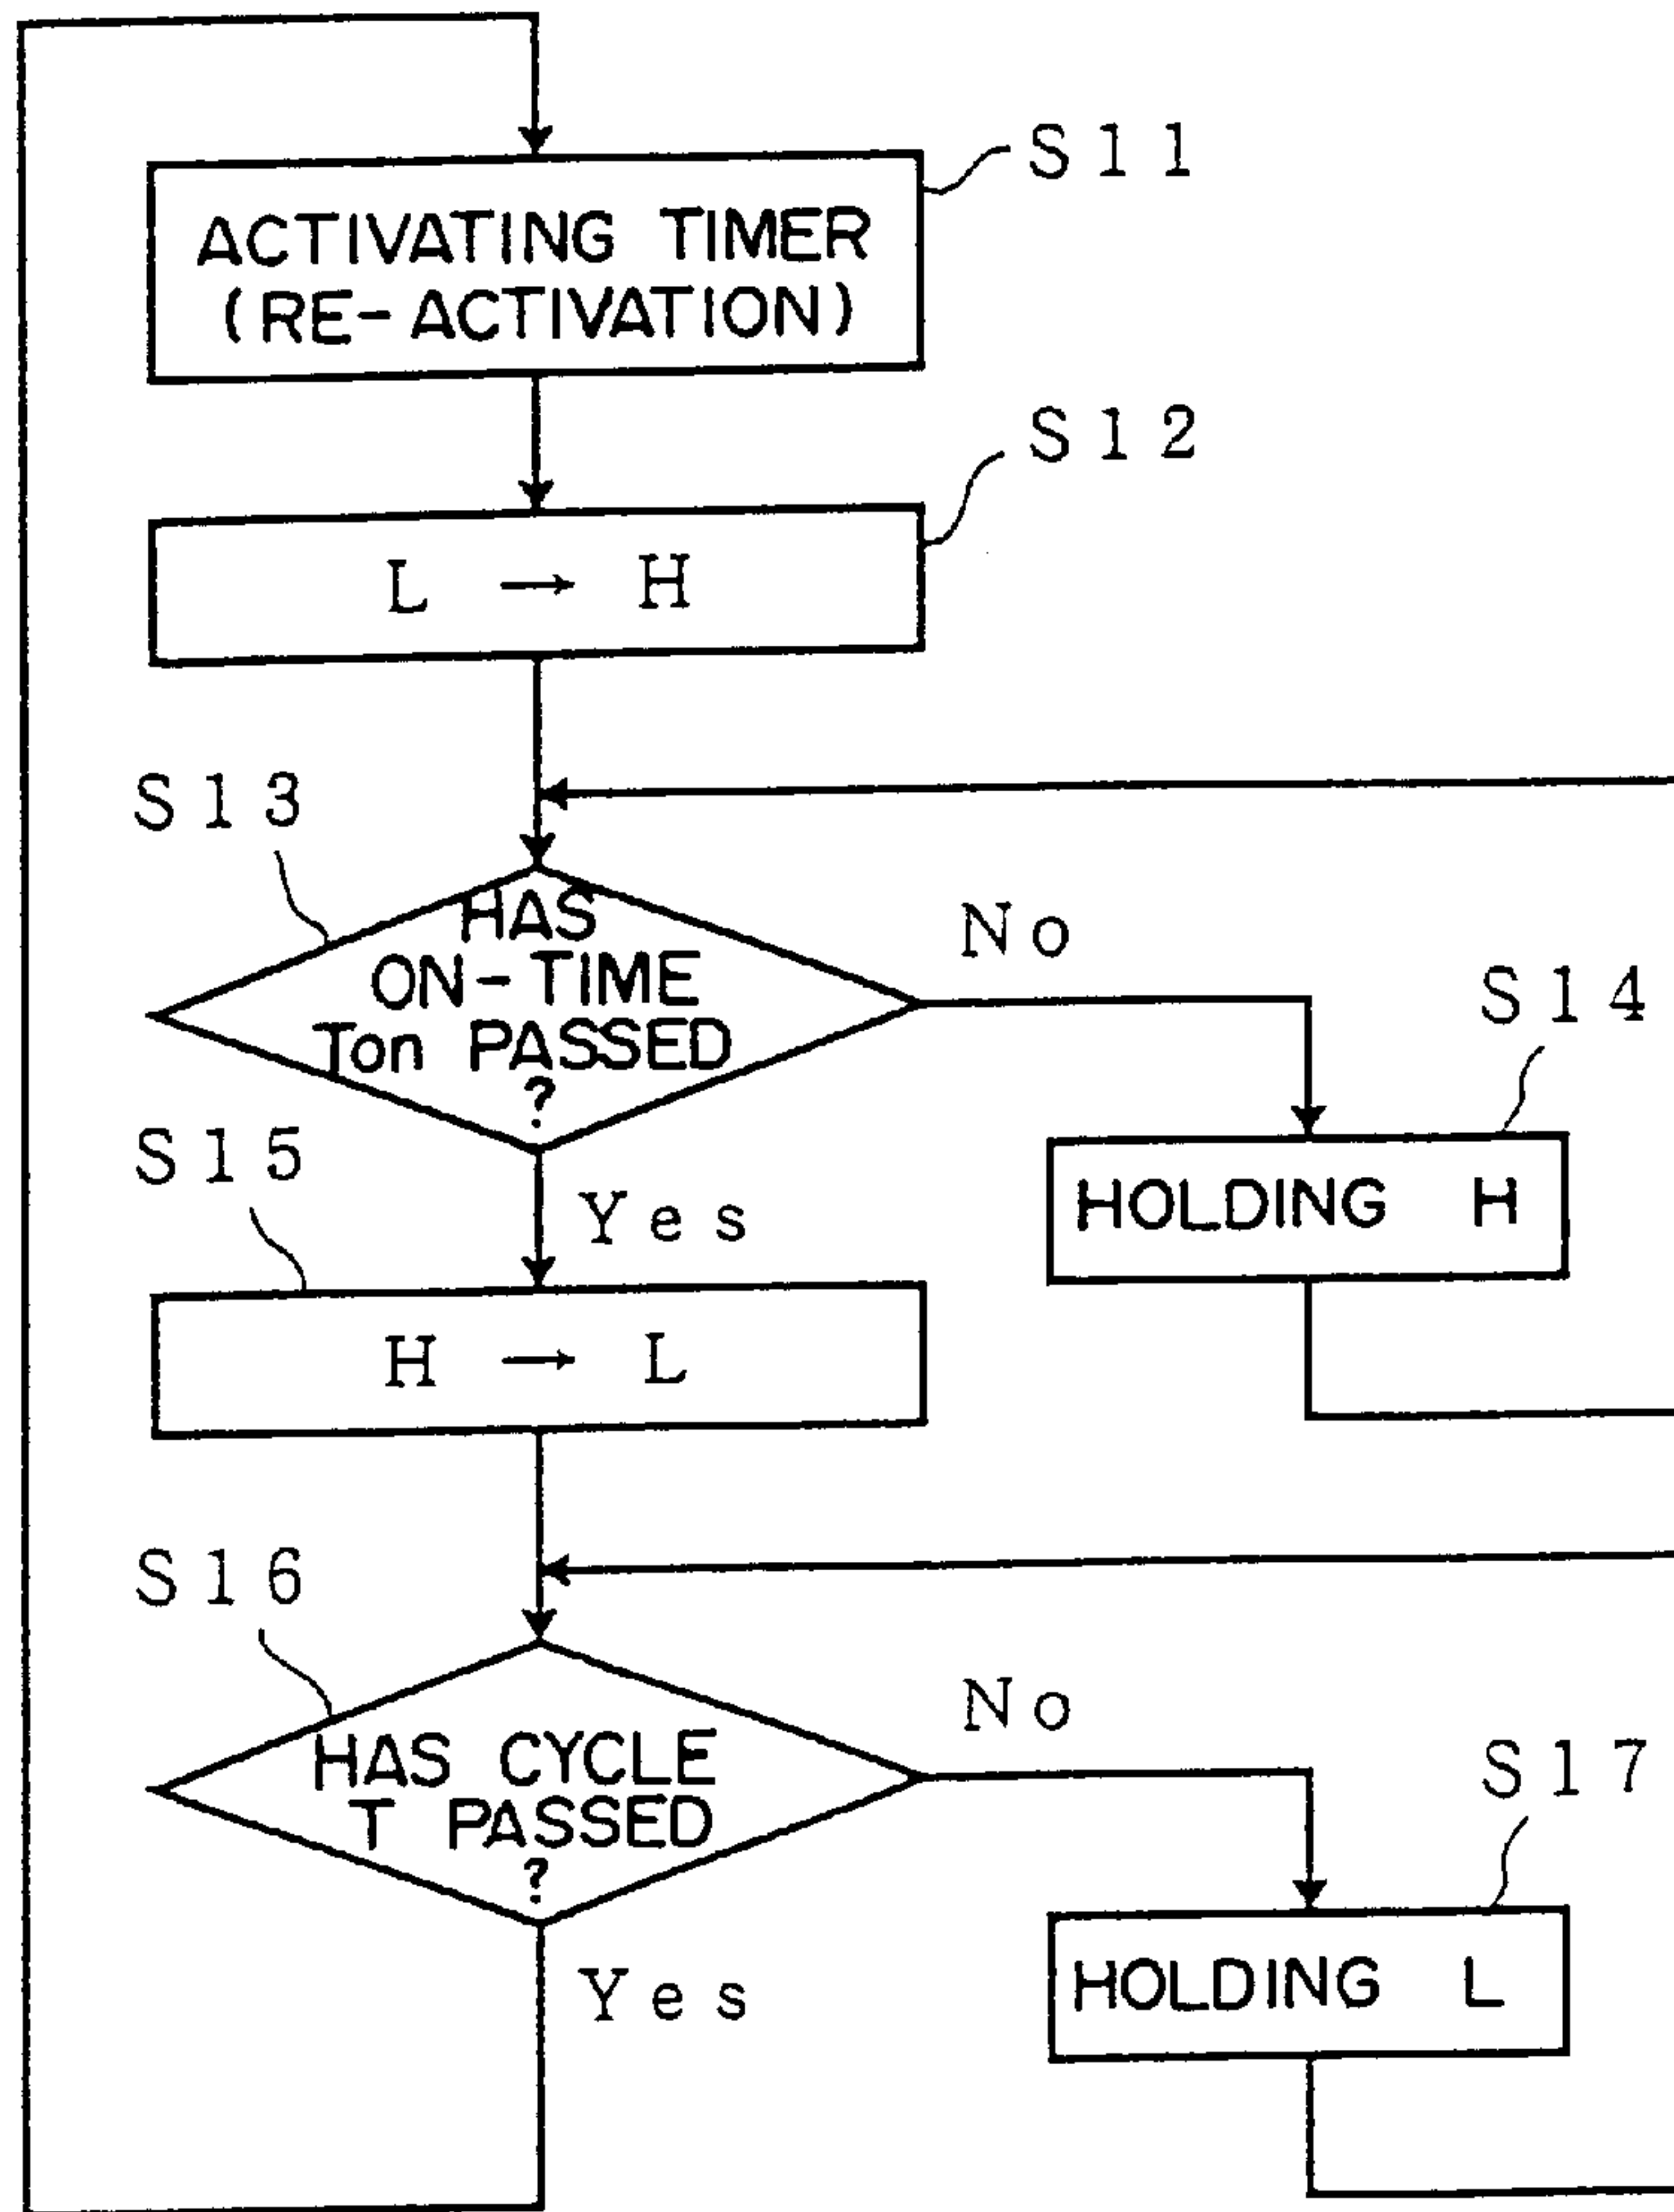 S11
ACTIVATING TIMER
(RE-ACTIVATION)
S12
L → H
S13
HAS
ON-TIME
Ton PASSED
?
No
S14
HOLDING H
Yes
S15
H → L
S16
HAS CYCLE
T PASSED
?
No
S17
HOLDING L
Yes